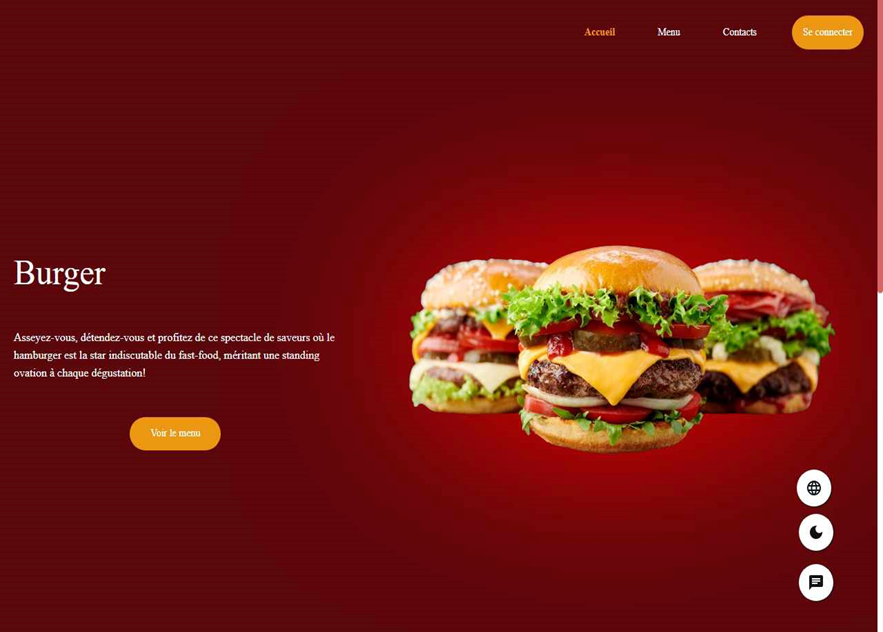 Accueil Menu Contacts Se connecter
Burger
Asseyez-vous, détendez-vous et profitez de ce spectacle de saveurs où le
hamburger est la star indiscutable du fast-food, méritant une standing
ovation à chaque dégustation!
Voir le menu